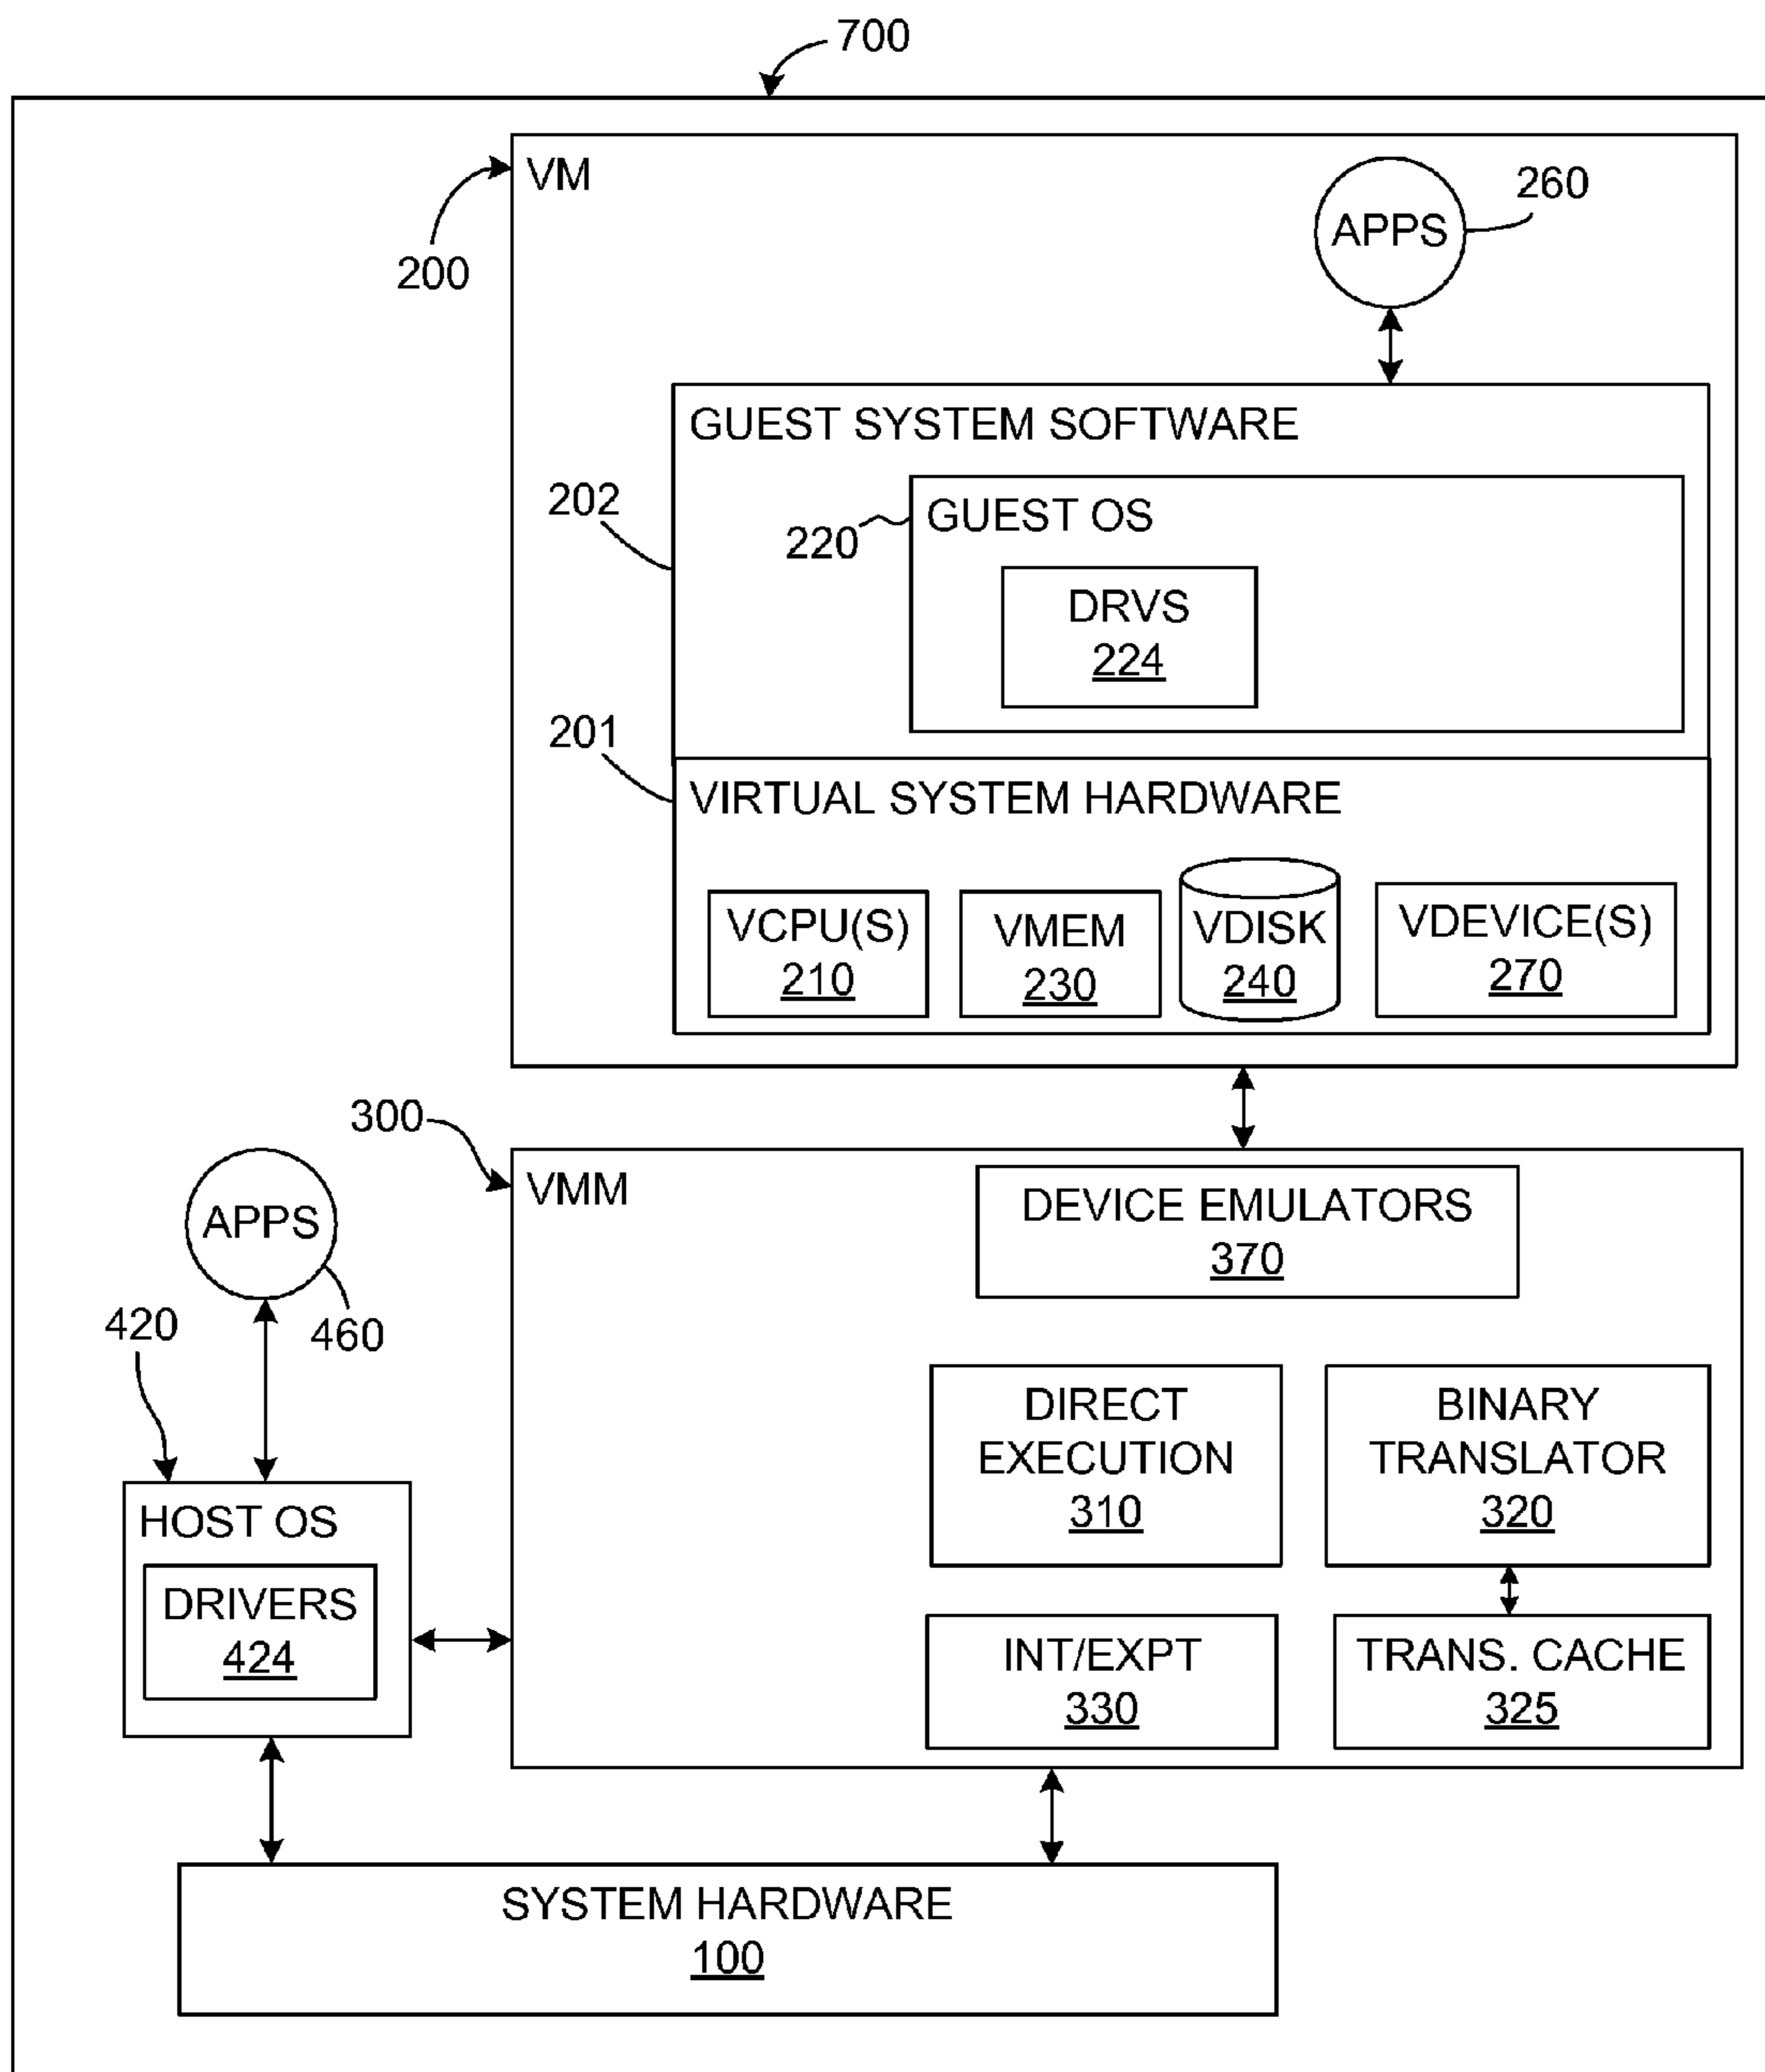 700
VM
200
APPS
260
GUEST SYSTEM SOFTWARE
202
220
GUEST OS
DRVS
224
201
VIRTUAL SYSTEM HARDWARE
VCPU(S)
210
VMEM
230
VDISK
240
VDEVICE(S)
270
300
VMM
DEVICE EMULATORS
370
APPS
460
420
DIRECT
EXECUTION
310
BINARY
TRANSLATOR
320
HOST OS
DRIVERS
424
INT/EXPT
330
TRANS. CACHE
325
SYSTEM HARDWARE
100